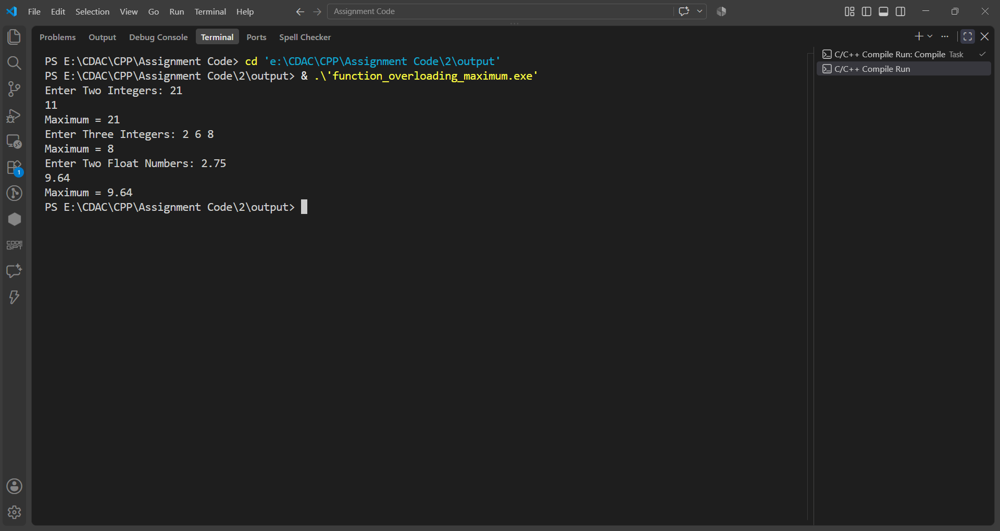 File Edit Selection View Go Run Terminal Help
Assignment Code
Problems Output Debug Console Terminal Ports Spell Checker
PS E:\CDAC\CPP\Assignment Code> cd 'e:\CDAC\CPP\Assignment Code\2\output'
PS E:\CDAC\CPP\Assignment Code\2\output> & .\'function_overloading_maximum.exe'
Enter Two Integers: 21
11
Maximum = 21
Enter Three Integers: 2 6 8
Maximum = 8
Enter Two Float Numbers: 2.75
9.64
Maximum = 9.64
PS E:\CDAC\CPP\Assignment Code\2\output>
C/C++ Compile Run: Compile Task
C/C++ Compile Run
1
CODE
GPT